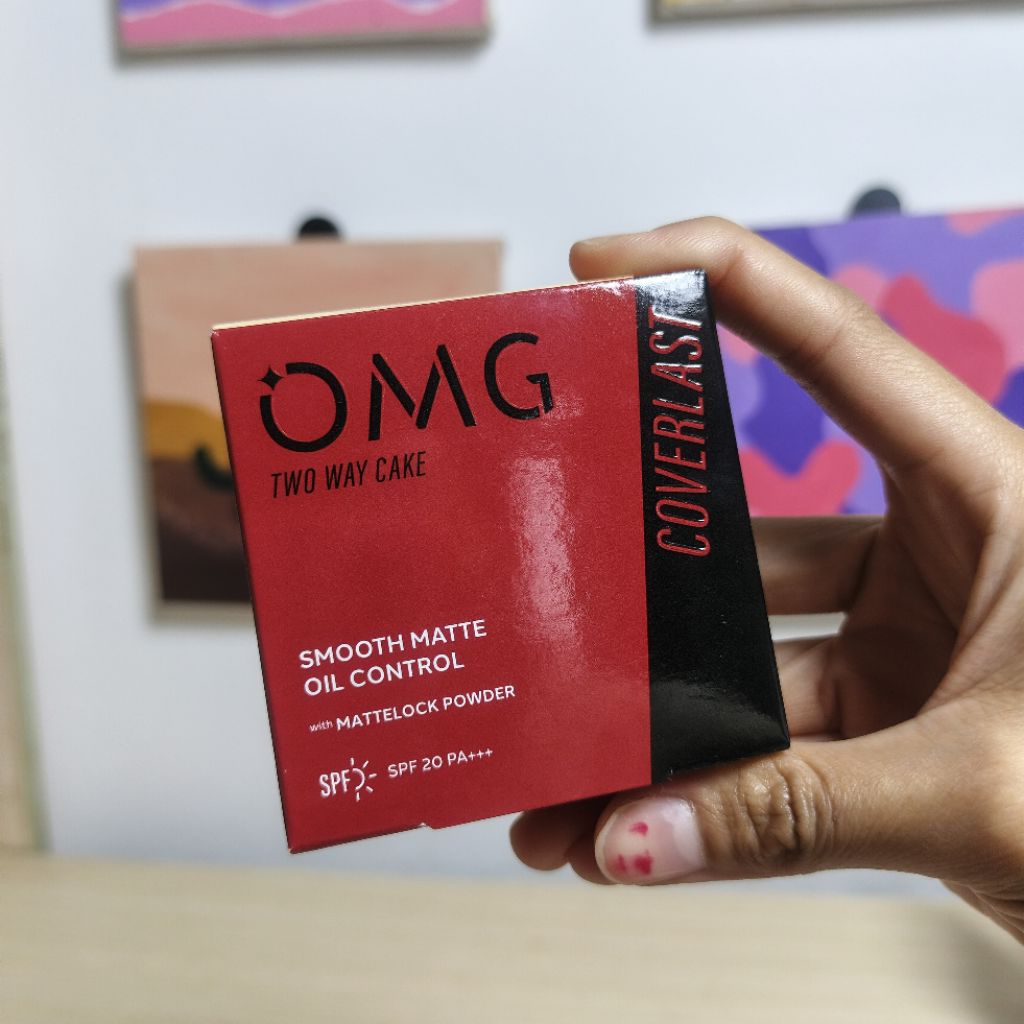 OMG
TWO WAY CAKE
COVERLAST
SMOOTH MATTE
OIL CONTROL
with MATTELOCK POWDER
SPF SPF 20 PA+++